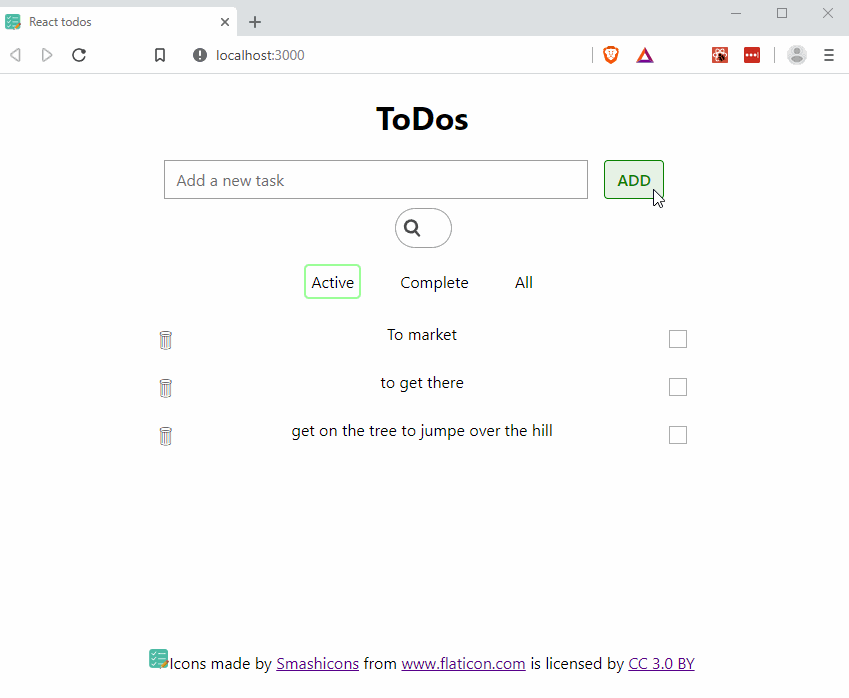 React todos
localhost:3000
ToDos
Add a new task
ADD
Active Complete All
To market
to get there
get on the tree to jumpe over the hill
Icons made by Smashicons from www.flaticon.com is licensed by CC 3.0 BY